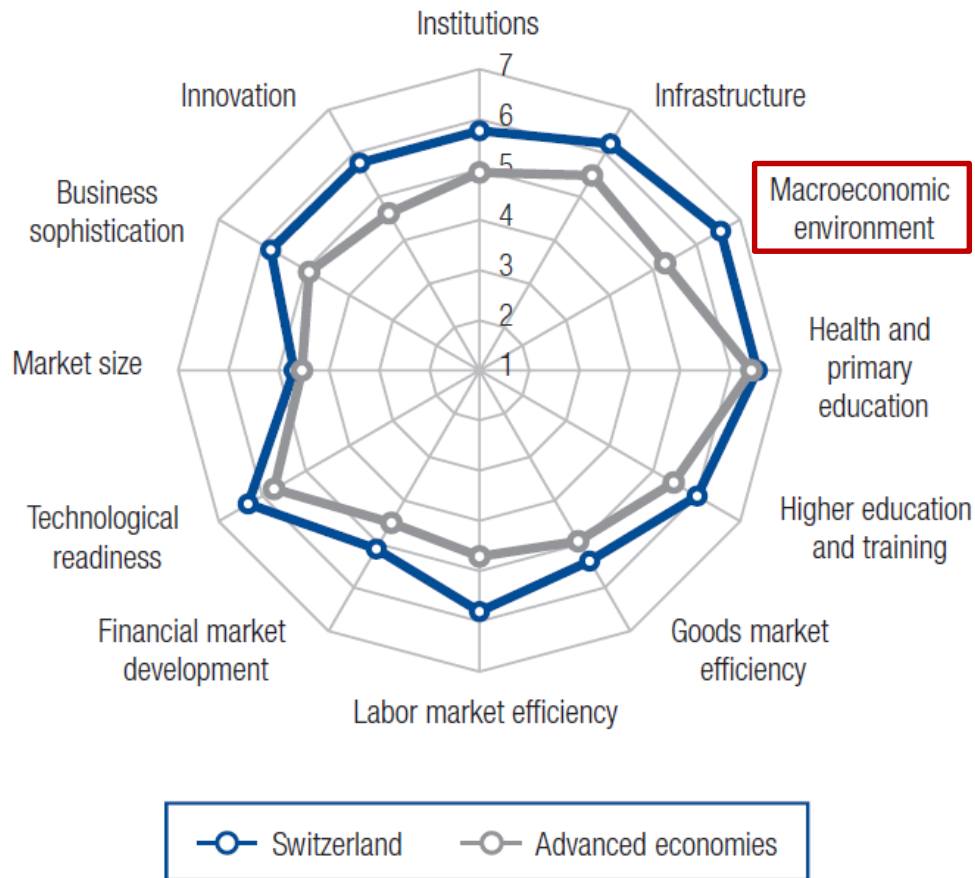 Institutions
7
Innovation
Infrastructure
6
Business
sophistication
5
Macroeconomic
environment
4
3
2
Market size
1
Health and
primary
education
Technological
readiness
Higher education
and training
Financial market
development
Goods market
efficiency
Labor market efficiency
Switzerland
Advanced economies